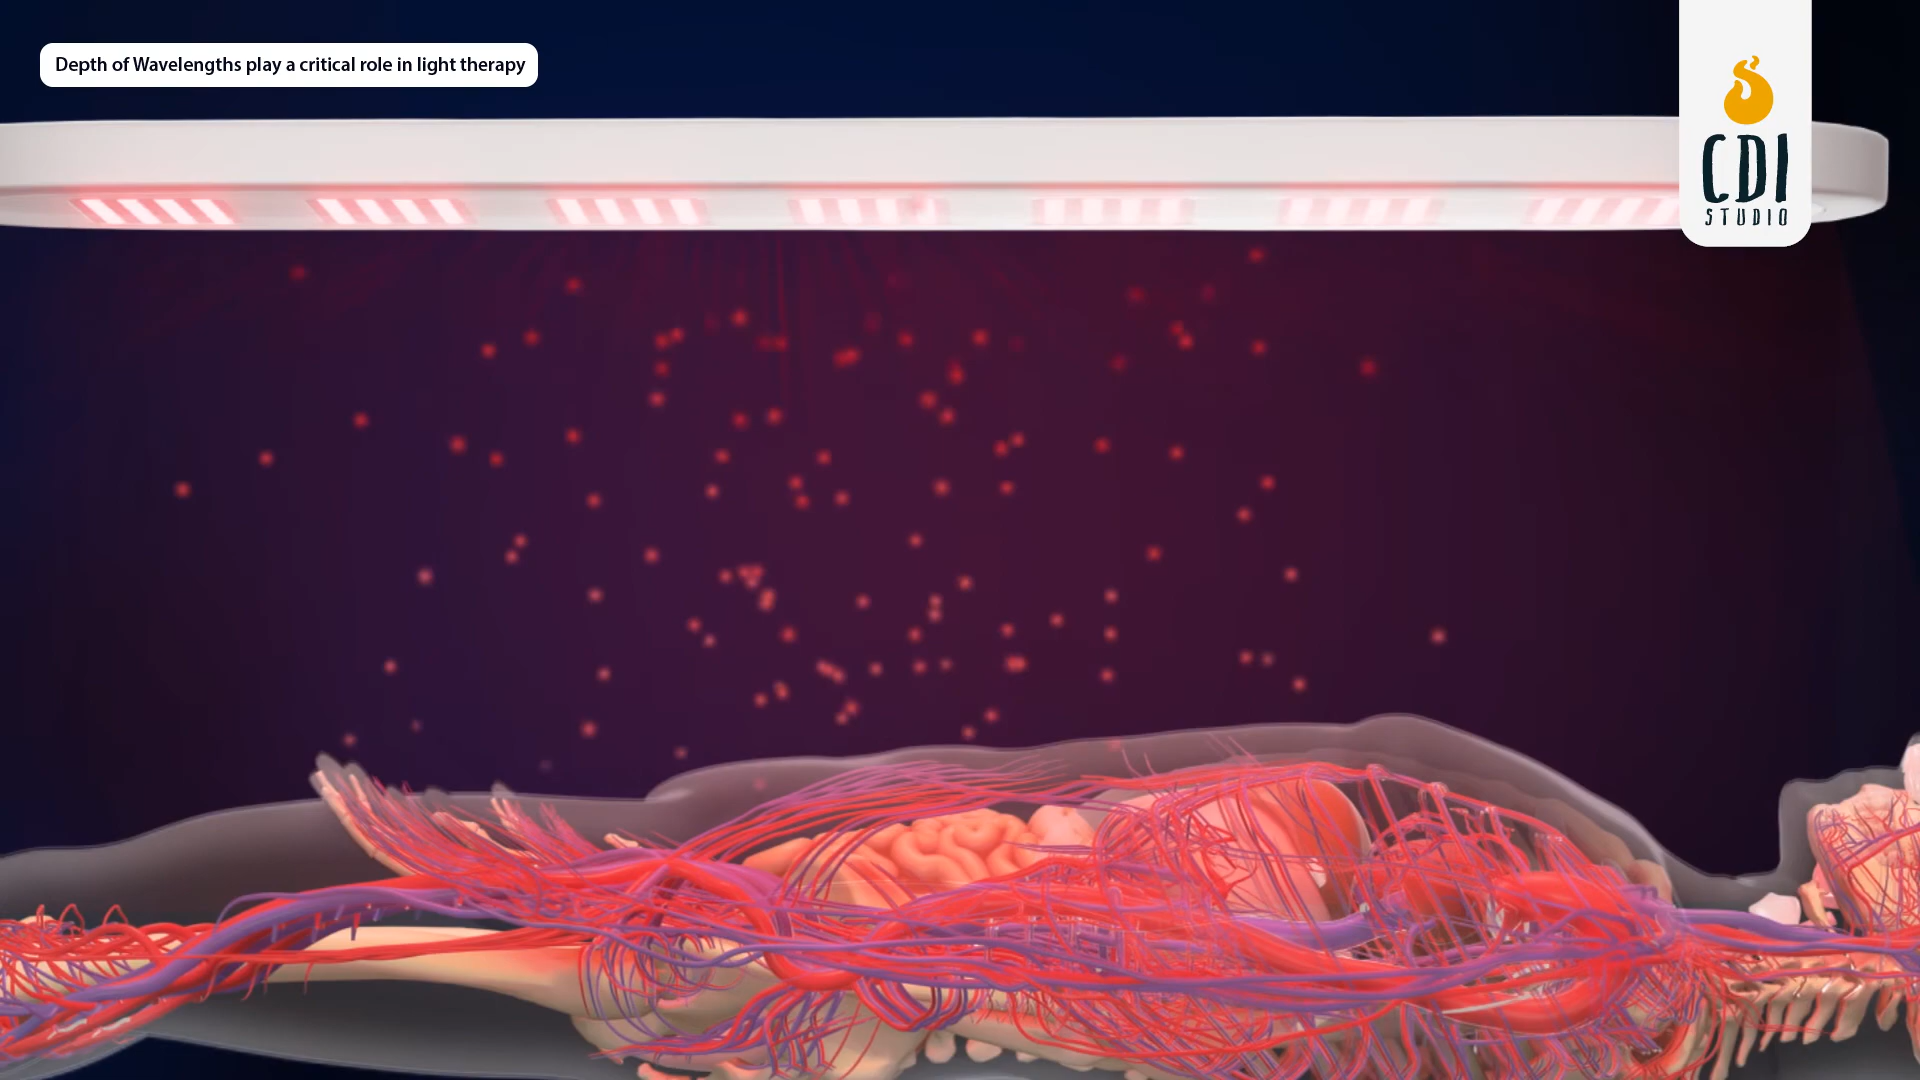 Depth of Wavelengths play a critical role in light therapy
CDI
STUDIO